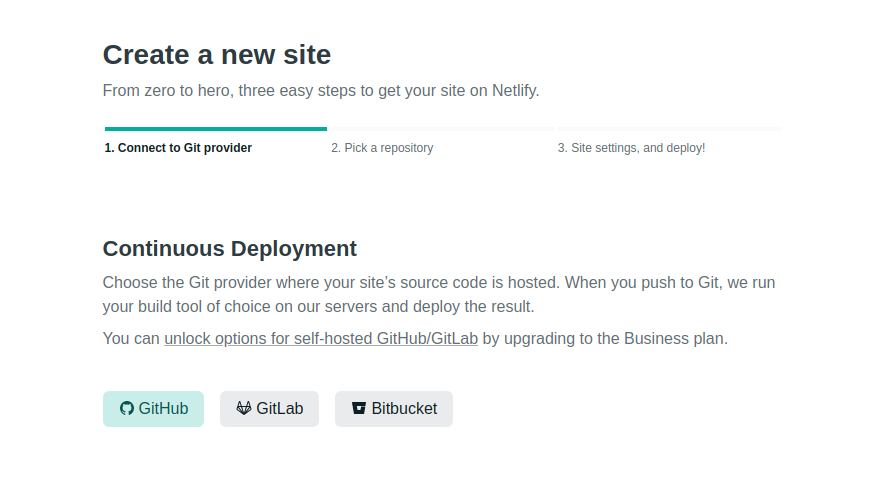 Create a new site
From zero to hero, three easy steps to get your site on Netlify.
1. Connect to Git provider
2. Pick a repository
3. Site settings, and deploy!
Continuous Deployment
Choose the Git provider where your site’s source code is hosted. When you push to Git, we run
your build tool of choice on our servers and deploy the result.
You can unlock options for self-hosted GitHub/GitLab by upgrading to the Business plan.
GitHub
GitLab
Bitbucket